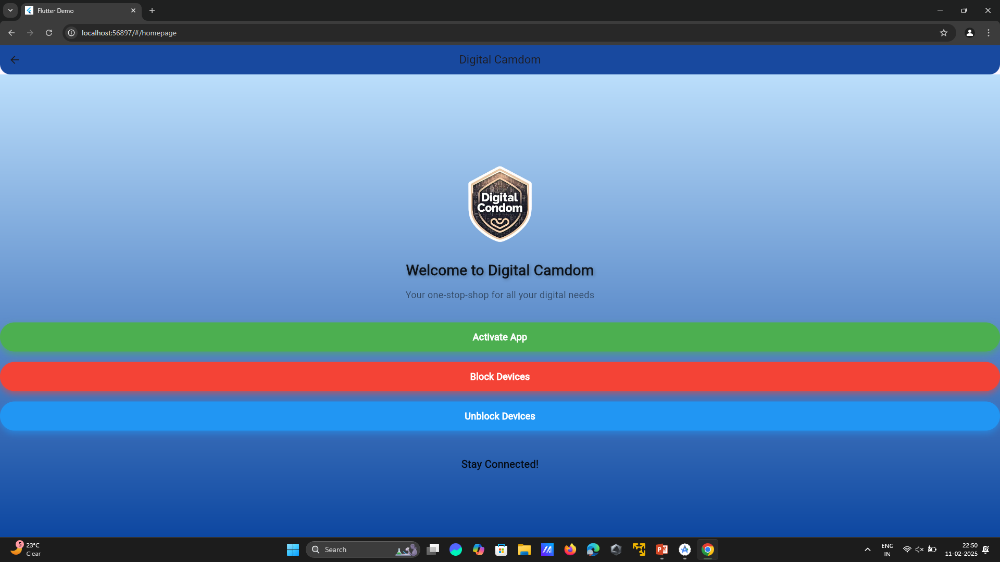 Flutter Demo
localhost:56897/#/homepage
Digital Camdom
Digital
Condom
Welcome to Digital Camdom
Your one-stop-shop for all your digital needs
Activate App
Block Devices
Unblock Devices
Stay Connected!
5
23°C
Clear
Search
ENG
IN
22:50
11-02-2025